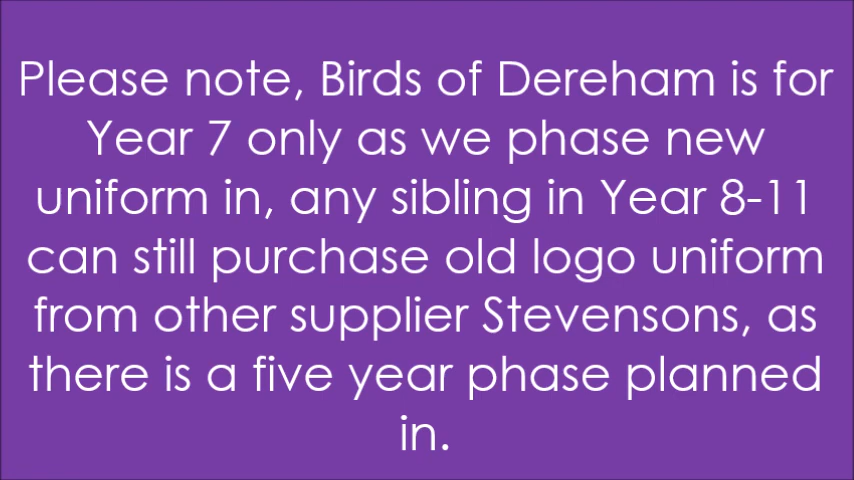 Please note, Birds of Dereham is for
Year 7 only as we phase new
uniform in, any sibling in Year 8-11
can still purchase old logo uniform
from other supplier Stevensons, as
there is a five year phase planned
in.